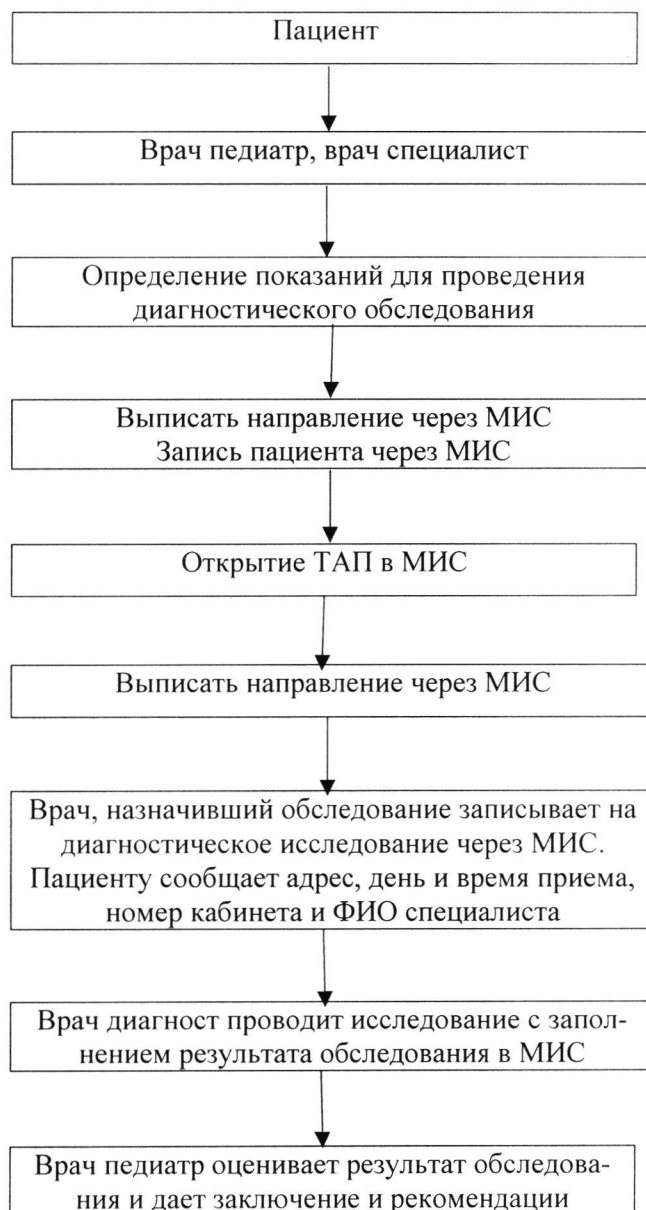 Пациент
Врач педиатр, врач специалист
Определение показаний для проведения
диагностического обследования
Выписать направление через МИС
Запись пациента через МИС
Открытие ТАП в МИС
Выписать направление через МИС
Врач, назначивший обследование записывает на
диагностическое исследование через МИС.
Пациенту сообщает адрес, день и время приема,
номер кабинета и ФИО специалиста
Врач диагност проводит исследование с запол-
нением результата обследования в МИС
Врач педиатр оценивает результат обследова-
ния и дает заключение и рекомендации